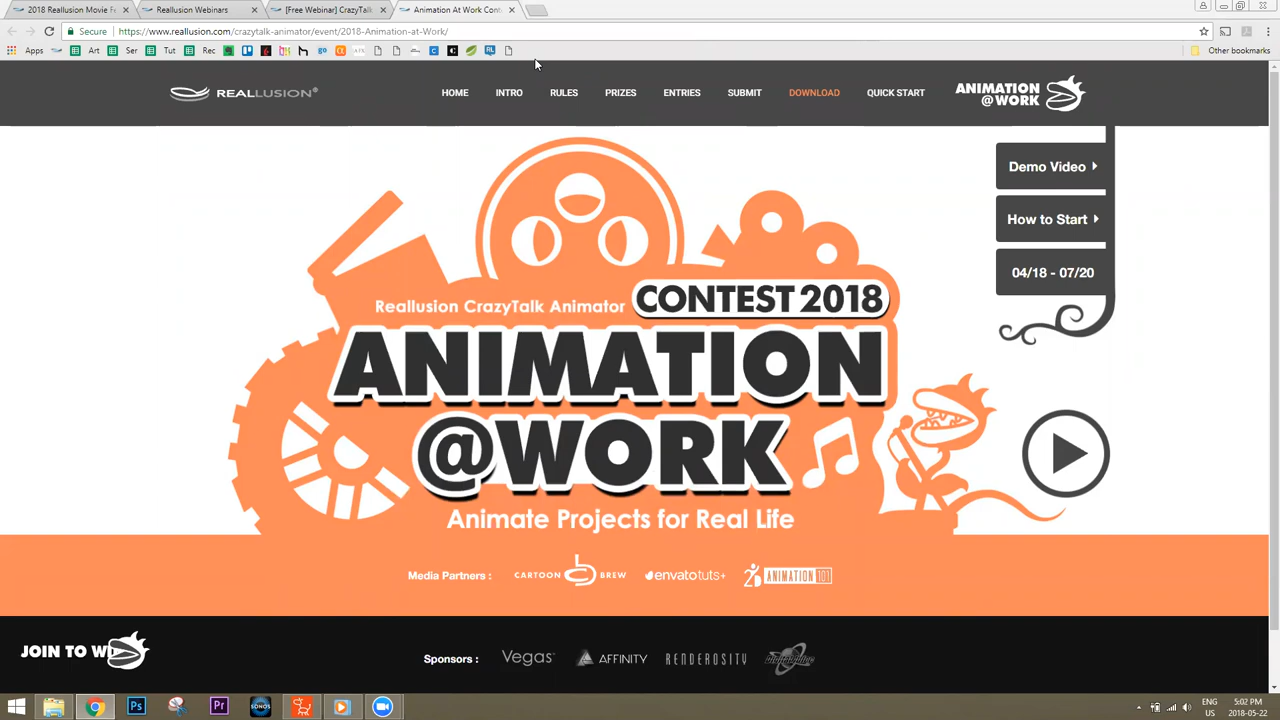 2018 Reallusion Movie Fe
Reallusion Webinars
[Free Webinar] CrazyTalk
Animation At Work Cont
Secure
https://www.reallusion.com/crazytalk-animator/event/2018-Animation-at-Work/
Apps
Art
Ser
Tut
Rec
Other bookmarks
REALLUSION®
HOME
INTRO
RULES
PRIZES
ENTRIES
SUBMIT
DOWNLOAD
QUICK START
ANIMATION
@WORK
Demo Video
How to Start
04/18 - 07/20
Reallusion CrazyTalk Animator CONTEST 2018
ANIMATION
@WORK
Animate Projects for Real Life
Media Partners :
CARTOON BREW
envatotuts+
ANIMATION 101
JOIN TO WI
Sponsors :
VEGAS
AFFINITY
RENDEROSITY
ENG
US
5:02 PM
2018-05-22